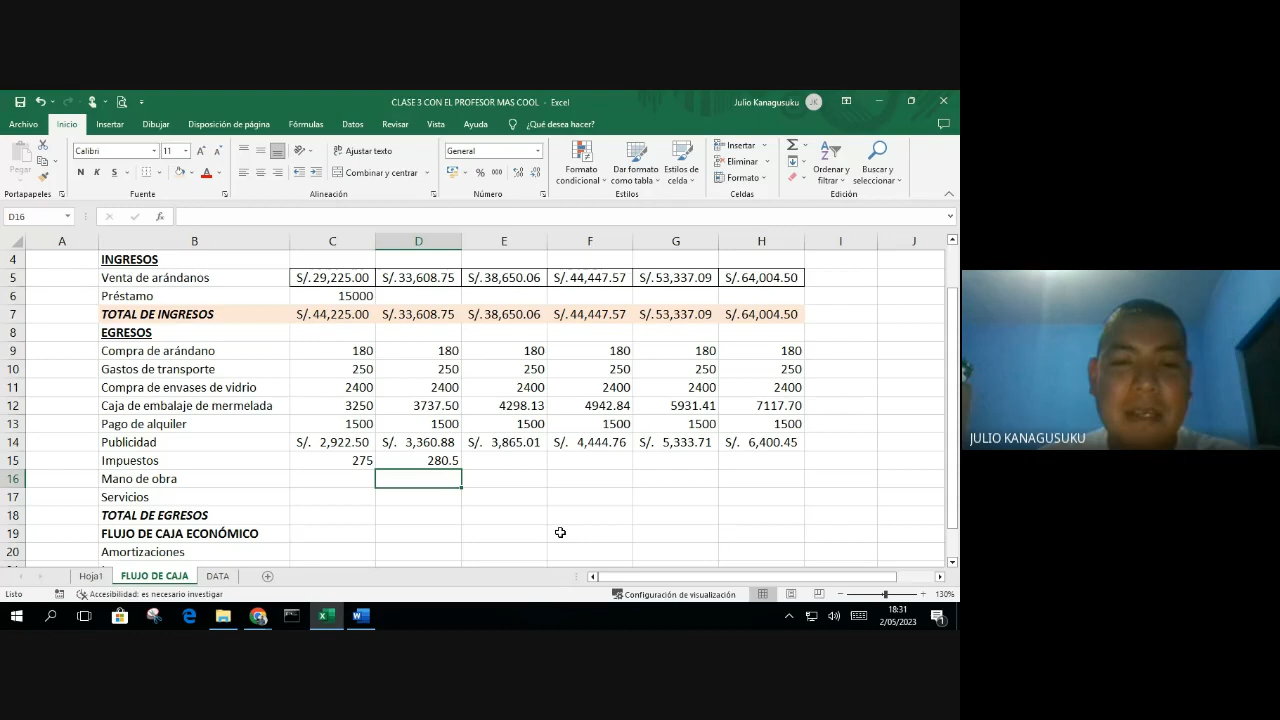 CLASE 3 CON EL PROFESOR MAS COOL - Excel
Julio Kanagusuku JK
Archivo Inicio Insertar Dibujar Disposición de página Fórmulas Datos Revisar Vista Ayuda ¿Qué desea hacer?
Pegar
Calibri 11
N K S
Ajustar texto
Combinar y centrar
General
% 000
Formato condicional
Dar formato como tabla
Estilos de celda
Insertar
Eliminar
Formato
Ordenar y filtrar
Buscar y seleccionar
Portapapeles Fuente Alineación Número Estilos Celdas Edición
D16 fx
A B C D E F G H I J
4 INGRESOS
5 Venta de arándanos S/.29,225.00 S/.33,608.75 S/.38,650.06 S/.44,447.57 S/.53,337.09 S/.64,004.50
6 Préstamo 15000
7 TOTAL DE INGRESOS S/.44,225.00 S/.33,608.75 S/.38,650.06 S/.44,447.57 S/.53,337.09 S/.64,004.50
8 EGRESOS
9 Compra de arándano 180 180 180 180 180 180
10 Gastos de transporte 250 250 250 250 250 250
11 Compra de envases de vidrio 2400 2400 2400 2400 2400 2400
12 Caja de embalaje de mermelada 3250 3737.50 4298.13 4942.84 5931.41 7117.70
13 Pago de alquiler 1500 1500 1500 1500 1500 1500
14 Publicidad S/. 2,922.50 S/. 3,360.88 S/. 3,865.01 S/. 4,444.76 S/. 5,333.71 S/. 6,400.45
15 Impuestos 275 280.5
16 Mano de obra
17 Servicios
18 TOTAL DE EGRESOS
19 FLUJO DE CAJA ECONÓMICO
20 Amortizaciones
Hoja1 FLUJO DE CAJA DATA
Listo Accesibilidad: es necesario investigar Configuración de visualización 130%
18:31
2/05/2023
JULIO KANAGUSUKU